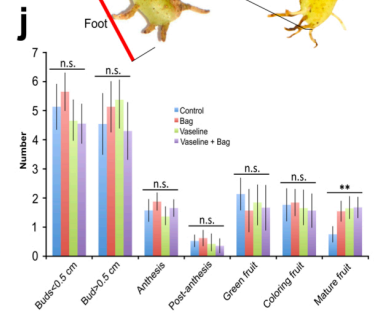 j
Foot
7
n.s.
n.s.
6
5
Control
Bag
Vaseline
Vaseline + Bag
4
Number
3
n.s.
n.s.
n.s.
**
2
n.s.
1
0
Buds<0.5 cm
Bud>0.5 cm
Anthesis
Post-anthesis
Green fruit
Coloring fruit
Mature fruit